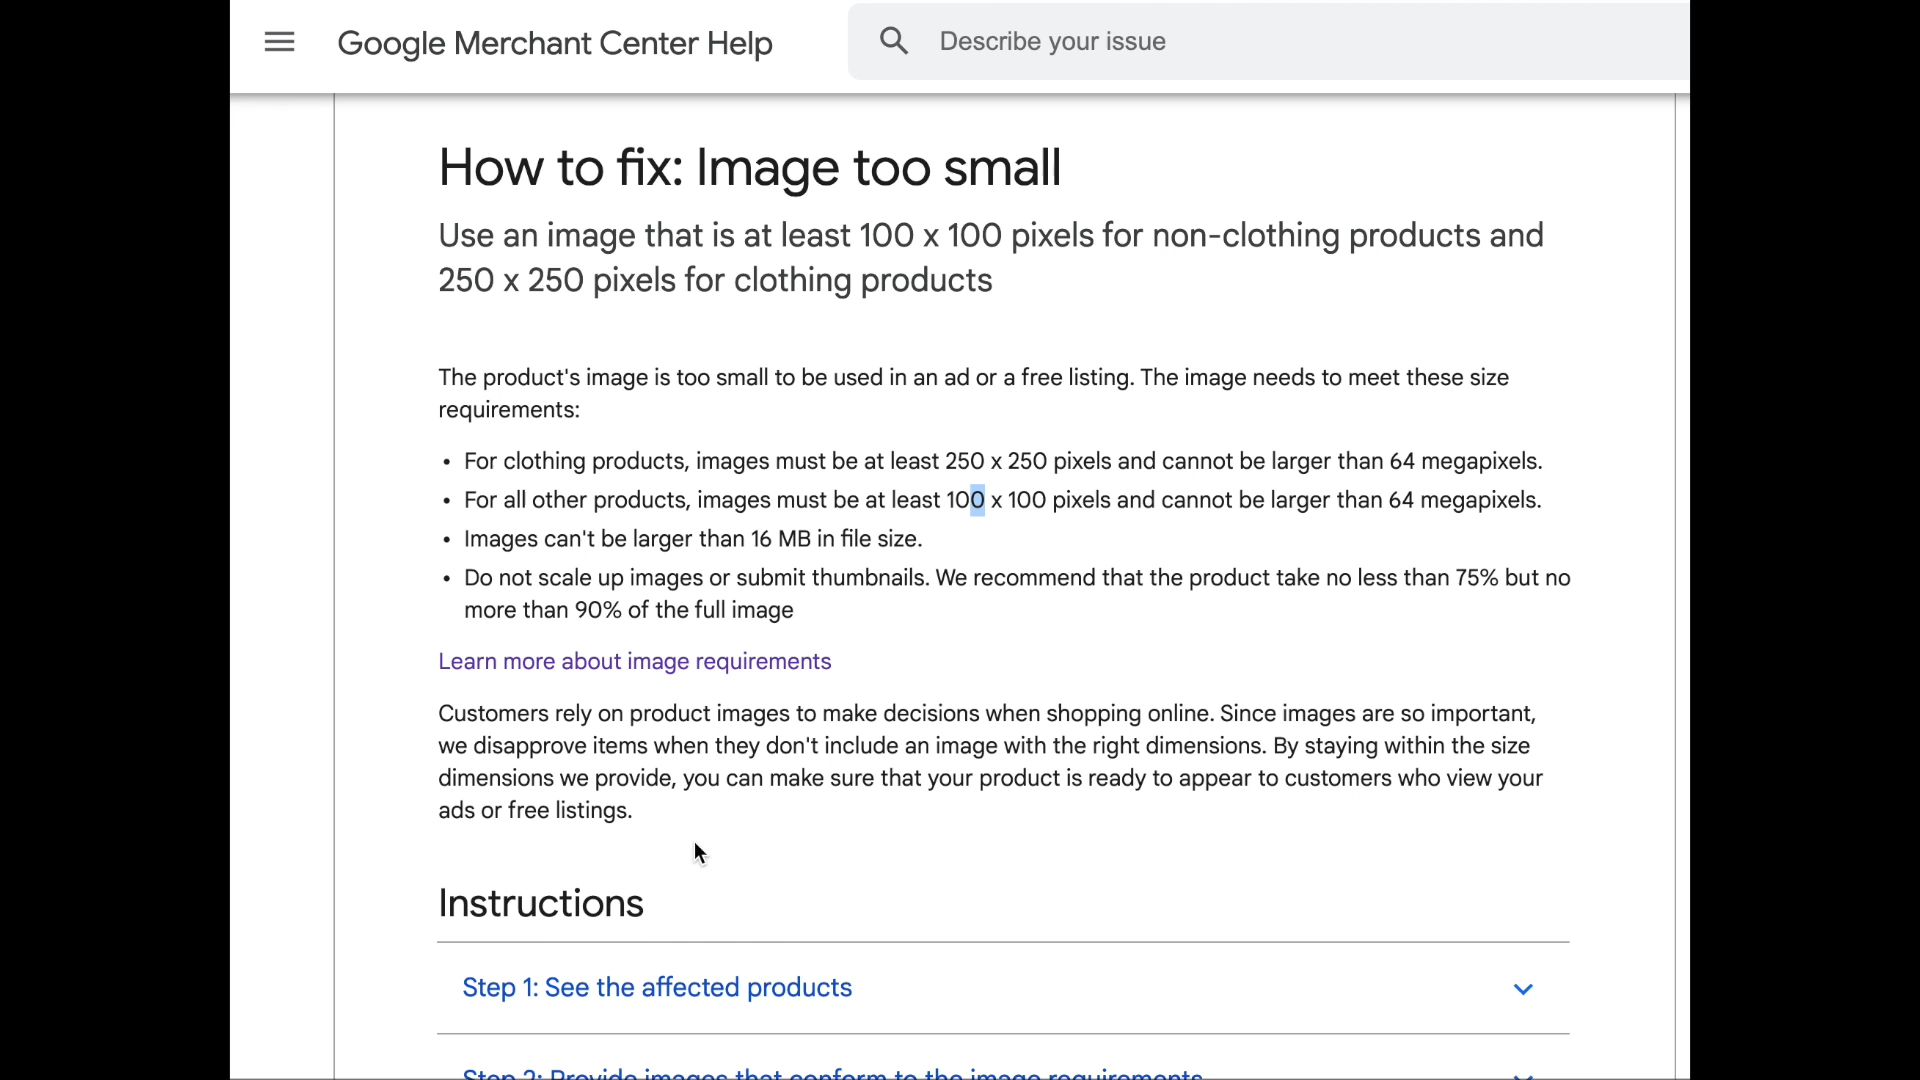 Google Merchant Center Help
Describe your issue
How to fix: Image too small
Use an image that is at least 100 x 100 pixels for non-clothing products and
250 x 250 pixels for clothing products
The product's image is too small to be used in an ad or a free listing. The image needs to meet these size
requirements:
• For clothing products, images must be at least 250 x 250 pixels and cannot be larger than 64 megapixels.
• For all other products, images must be at least 100 x 100 pixels and cannot be larger than 64 megapixels.
• Images can't be larger than 16 MB in file size.
• Do not scale up images or submit thumbnails. We recommend that the product take no less than 75% but no
more than 90% of the full image
Learn more about image requirements
Customers rely on product images to make decisions when shopping online. Since images are so important,
we disapprove items when they don't include an image with the right dimensions. By staying within the size
dimensions we provide, you can make sure that your product is ready to appear to customers who view your
ads or free listings.
Instructions
Step 1: See the affected products
Step 2: Provide images that conform to the image requirements